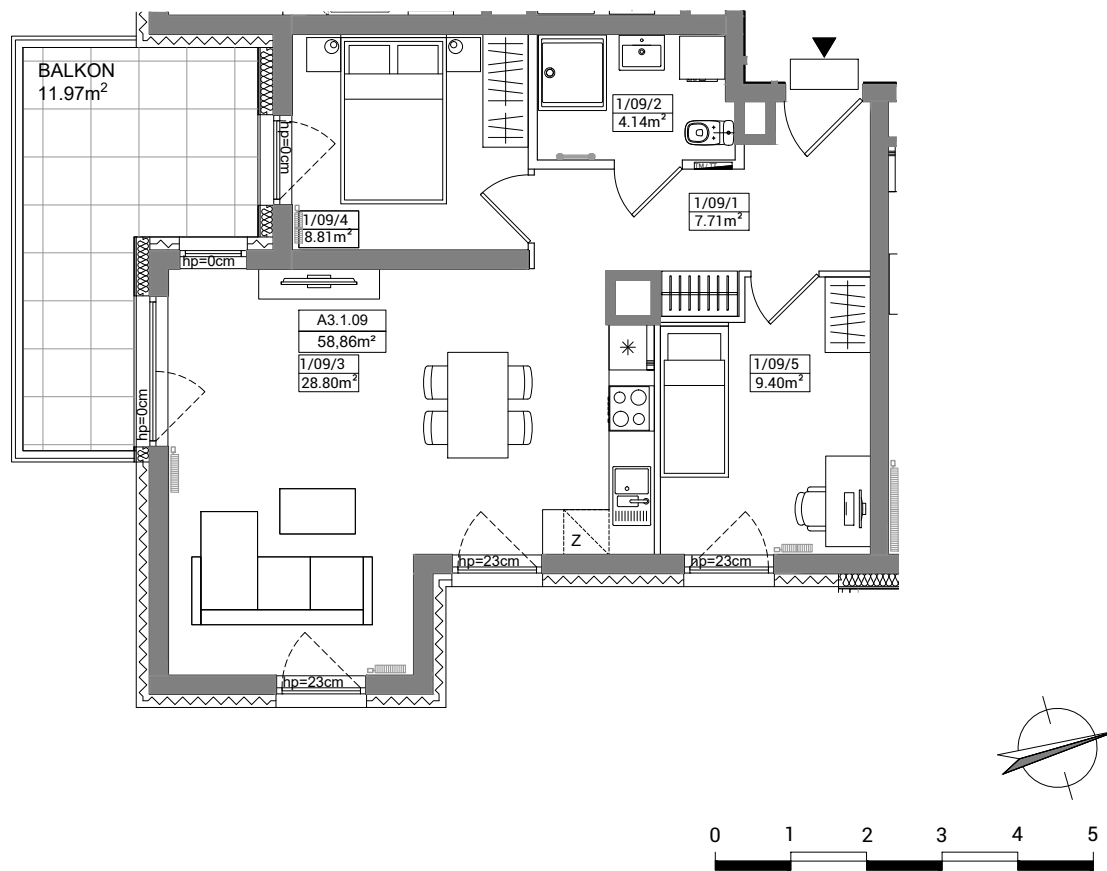 BALKON
11.97m²
hp=0cm
1/09/2
4.14m²
1/09/1
7.71m²
1/09/4
8.81m²
hp=0cm
A3.1.09
58,86m²
1/09/3
28.80m²
1/09/5
9.40m²
hp=0cm
Z
hp=23cm
hp=23cm
hp=23cm
0 1 2 3 4 5